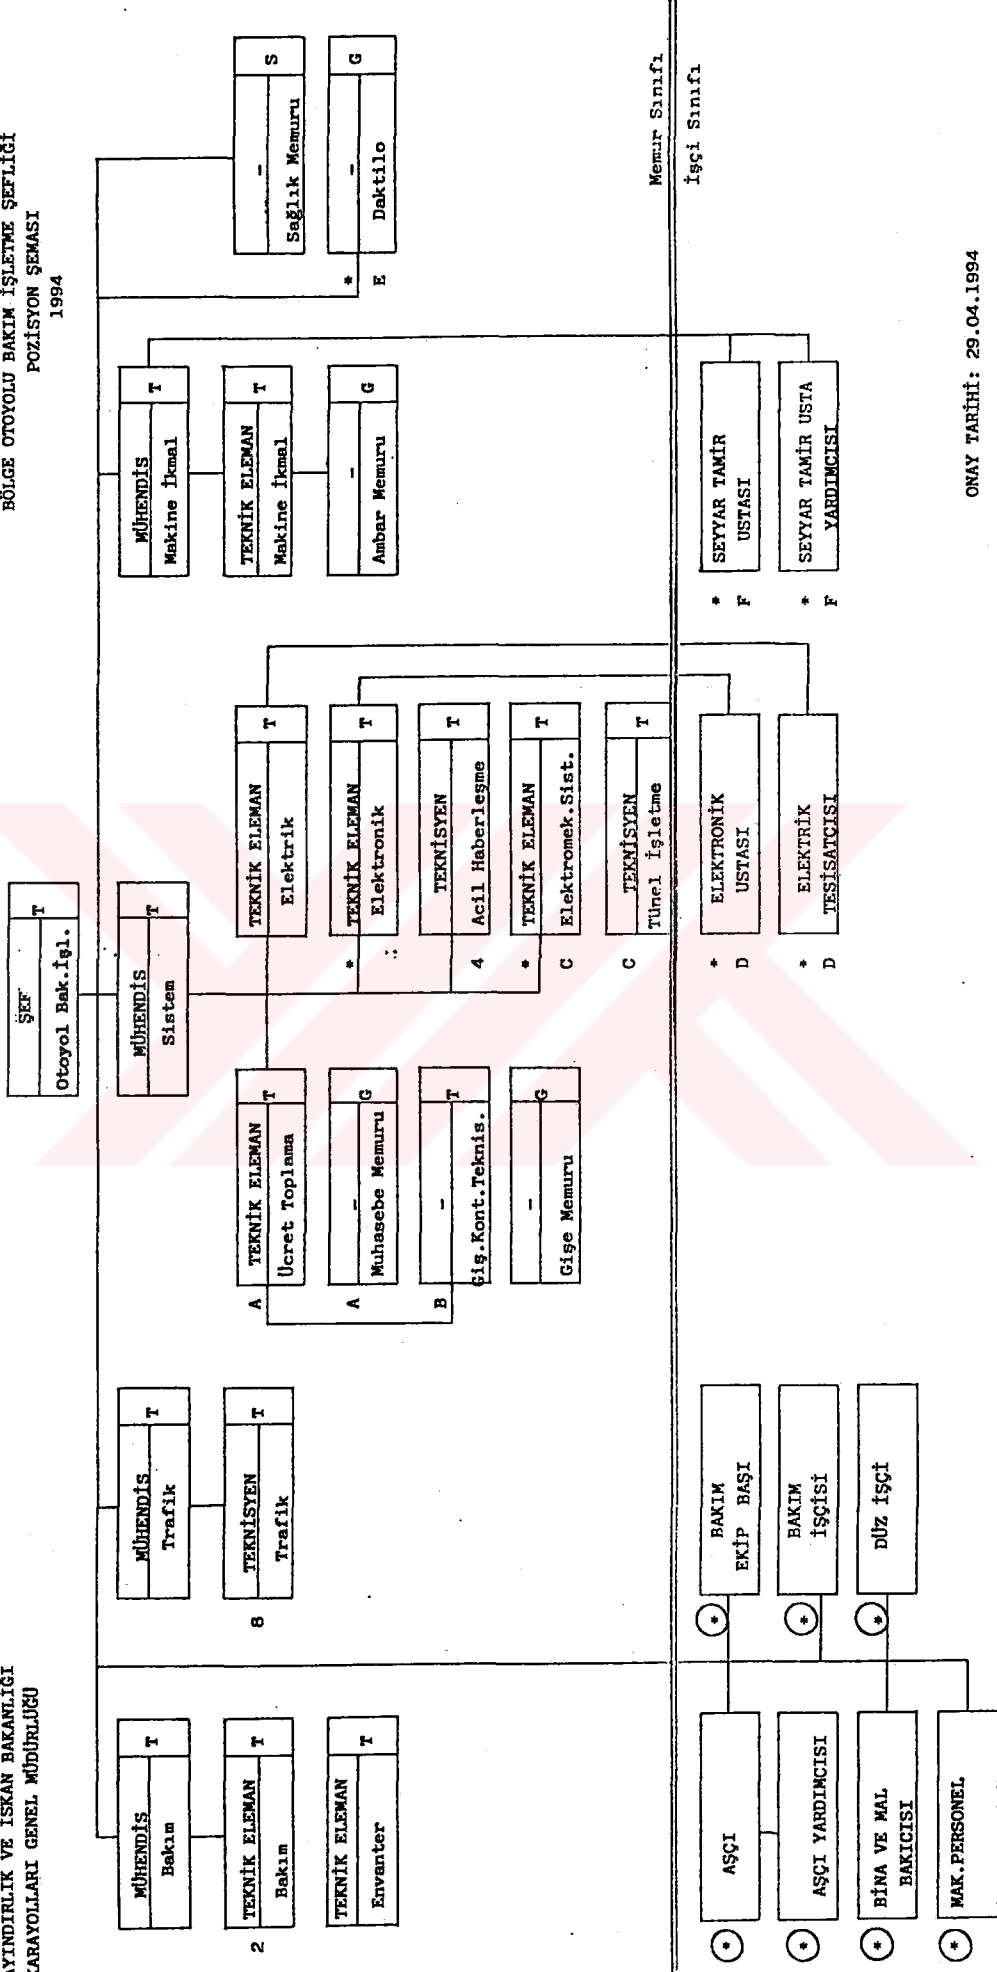 AYINDIRLIK VE İSKAN BAKANLIĞI
KARAYOLLARI GENEL MÜDÜRLÜĞÜ
BÖLGE OTOYOLU BAKIM İŞLETME ŞEFLİĞİ
POZİSYON ŞEMASI
1994
ŞEF
T
Otoyol Bak.İşl.
MÜHENDİS
T
Bakım
2
TEKNİK ELEMAN
T
Bakım
TEKNİK ELEMAN
T
Envanter
MÜHENDİS
T
Trafik
8
TEKNİSYEN
T
Trafik
MÜHENDİS
T
Sistem
A
TEKNİK ELEMAN
T
Ücret Toplama
A
–
G
Muhasebe Memuru
B
–
T
Giş.Kont.Teknis.
–
G
Gişe Memuru
TEKNİK ELEMAN
T
Elektrik
*
TEKNİK ELEMAN
T
Elektronik
4
TEKNİSYEN
T
Acil Haberleşme
*
C
TEKNİK ELEMAN
T
Elektromek.Sist.
C
TEKNİSYEN
T
Tünel İşletme
MÜHENDİS
T
Makine İkmal
TEKNİK ELEMAN
T
Makine İkmal
–
G
Ambar Memuru
–
S
Sağlık Memuru
*
E
–
G
Daktilo
Memur Sınıfı
İşçi Sınıfı
*
AŞÇI
*
AŞÇI YARDIMCISI
*
BİNA VE MAL
BAKICISI
*
MAK.PERSONEL
*
BAKIM
EKİP BAŞI
*
BAKIM
İŞÇİSİ
*
DÜZ İŞÇİ
*
D
ELEKTRONİK
USTASI
*
D
ELEKTRİK
TESİSATÇISI
*
F
SEYYAR TAMİR
USTASI
*
F
SEYYAR TAMİR USTA
YARDIMCISI
ONAY TARİHİ: 29.04.1994